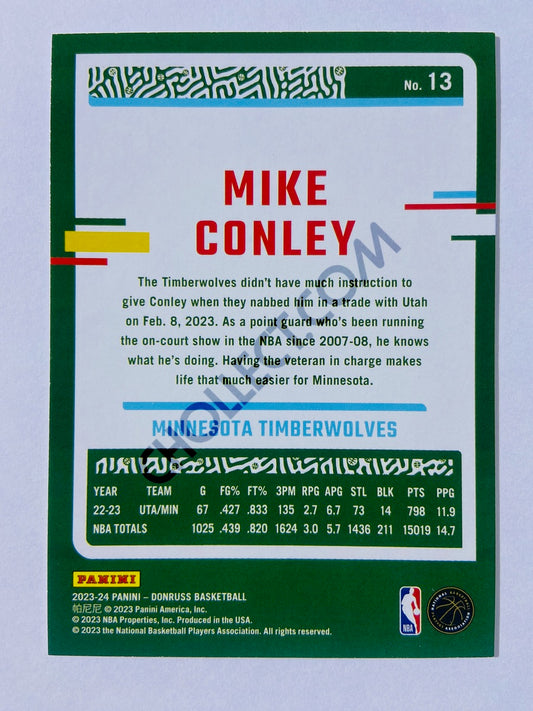 No. 13
MIKE
CONLEY
The Timberwolves didn't have much instruction to
give Conley when they nabbed him in a trade with Utah
on Feb. 8, 2023. As a point guard who's been running
the on-court show in the NBA since 2007-08, he knows
what he's doing. Having the veteran in charge makes
life that much easier for Minnesota.
CHOLLECT.COM
MINNESOTA TIMBERWOLVES
YEAR TEAM G FG% FT% 3PM RPG APG STL BLK PTS PPG
22-23 UTA/MIN 67 .427 .833 135 2.7 6.7 73 14 798 11.9
NBA TOTALS 1025 .439 .820 1624 3.0 5.7 1436 211 15019 14.7
PANINI
2023-24 PANINI – DONRUSS BASKETBALL
帕尼尼 © 2023 Panini America, Inc.
© 2023 NBA Properties, Inc. Produced in the USA.
© 2023 the National Basketball Players Association. All rights reserved.
NBA
NATIONAL BASKETBALL PLAYERS ASSOCIATION